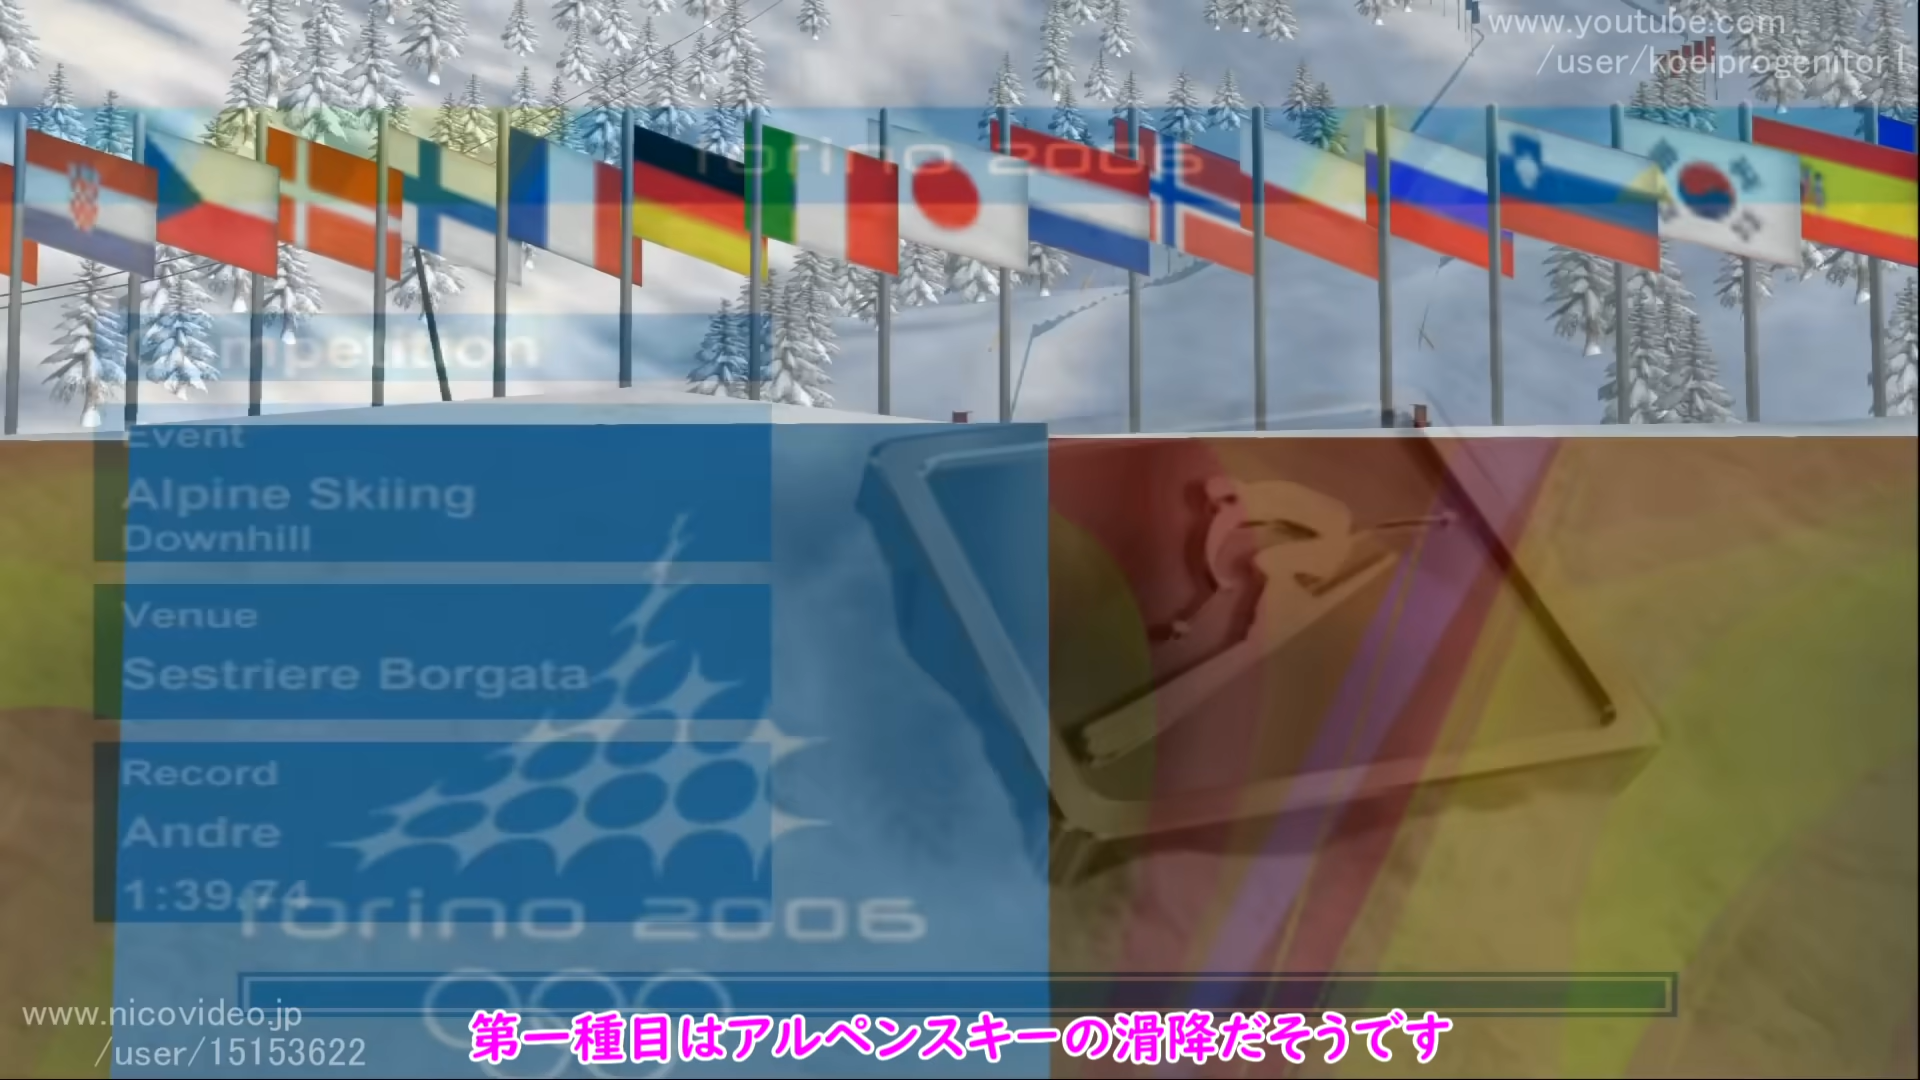 www.youtube.com
/user/koeiprogenitor1
torino 2006
Competition
Event
Alpine Skiing
Downhill
Venue
Sestriere Borgata
Record
Andre
1:39.74
torino 2006
www.nicovideo.jp
/user/15153622
第一種目はアルペンスキーの滑降だそうです